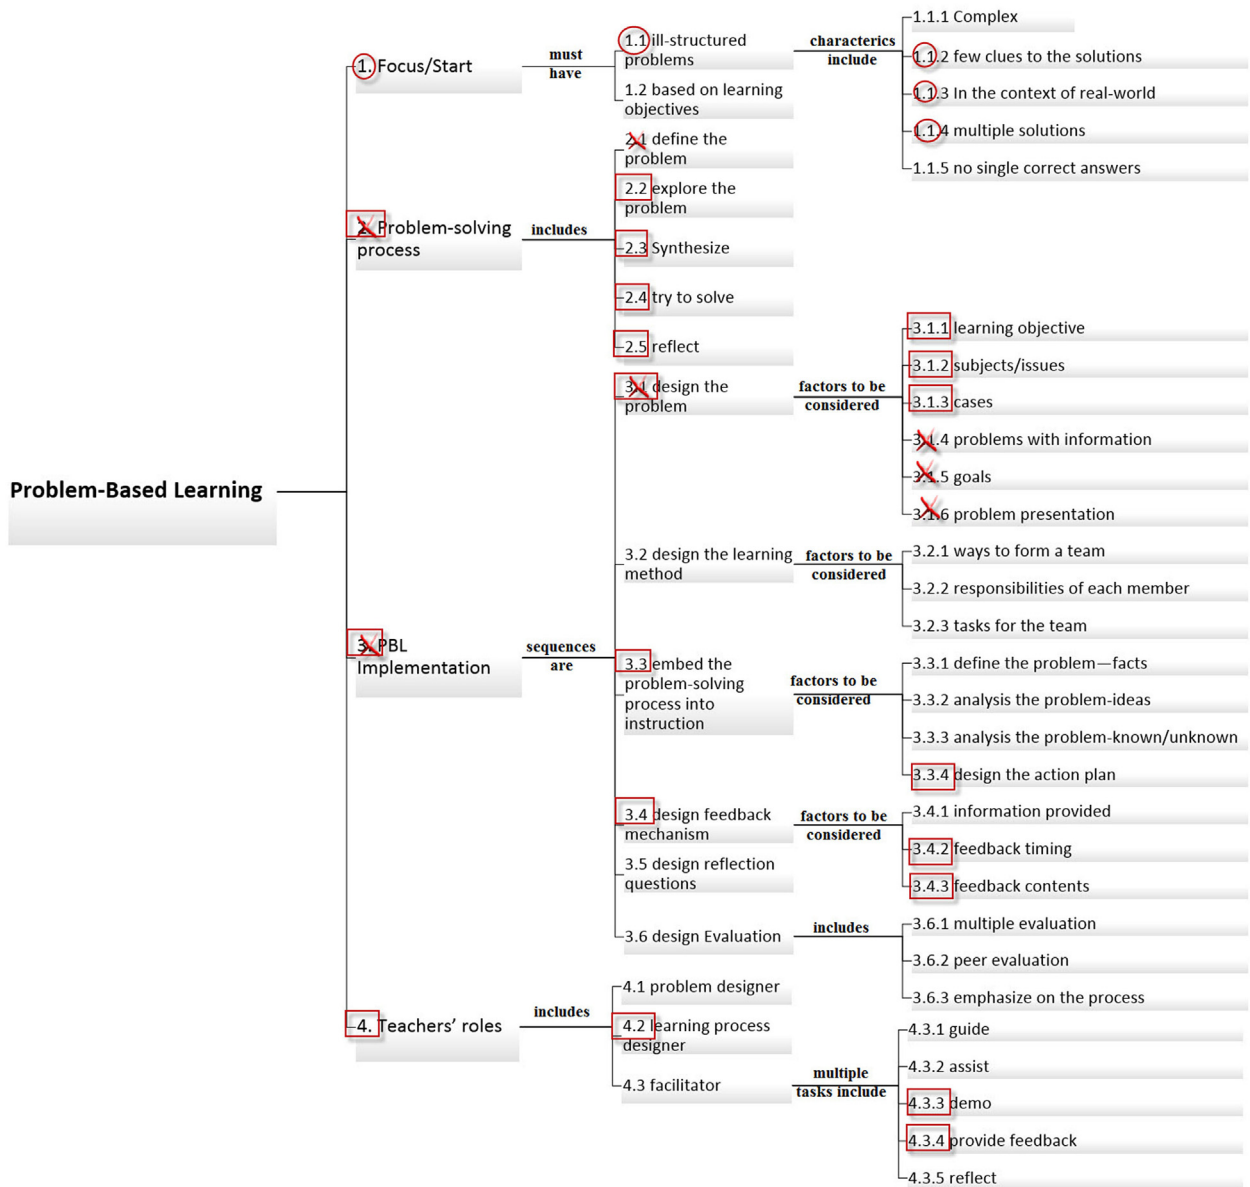 Problem-Based Learning
1. Focus/Start
must
have
1.1 ill-structured
problems
characterics
include
1.1.1 Complex
1.1.2 few clues to the solutions
1.1.3 In the context of real-world
1.1.4 multiple solutions
1.1.5 no single correct answers
1.2 based on learning
objectives
2. Problem-solving
process
includes
2.1 define the
problem
2.2 explore the
problem
2.3 Synthesize
2.4 try to solve
2.5 reflect
3. PBL
Implementation
sequences
are
3.1 design the
problem
factors to be
considered
3.1.1 learning objective
3.1.2 subjects/issues
3.1.3 cases
3.1.4 problems with information
3.1.5 goals
3.1.6 problem presentation
3.2 design the learning
method
factors to be
considered
3.2.1 ways to form a team
3.2.2 responsibilities of each member
3.2.3 tasks for the team
3.3 embed the
problem-solving
process into
instruction
factors to be
considered
3.3.1 define the problem—facts
3.3.2 analysis the problem-ideas
3.3.3 analysis the problem-known/unknown
3.3.4 design the action plan
3.4 design feedback
mechanism
factors to be
considered
3.4.1 information provided
3.4.2 feedback timing
3.4.3 feedback contents
3.5 design reflection
questions
3.6 design Evaluation
includes
3.6.1 multiple evaluation
3.6.2 peer evaluation
3.6.3 emphasize on the process
4. Teachers’ roles
includes
4.1 problem designer
4.2 learning process
designer
4.3 facilitator
multiple
tasks include
4.3.1 guide
4.3.2 assist
4.3.3 demo
4.3.4 provide feedback
4.3.5 reflect